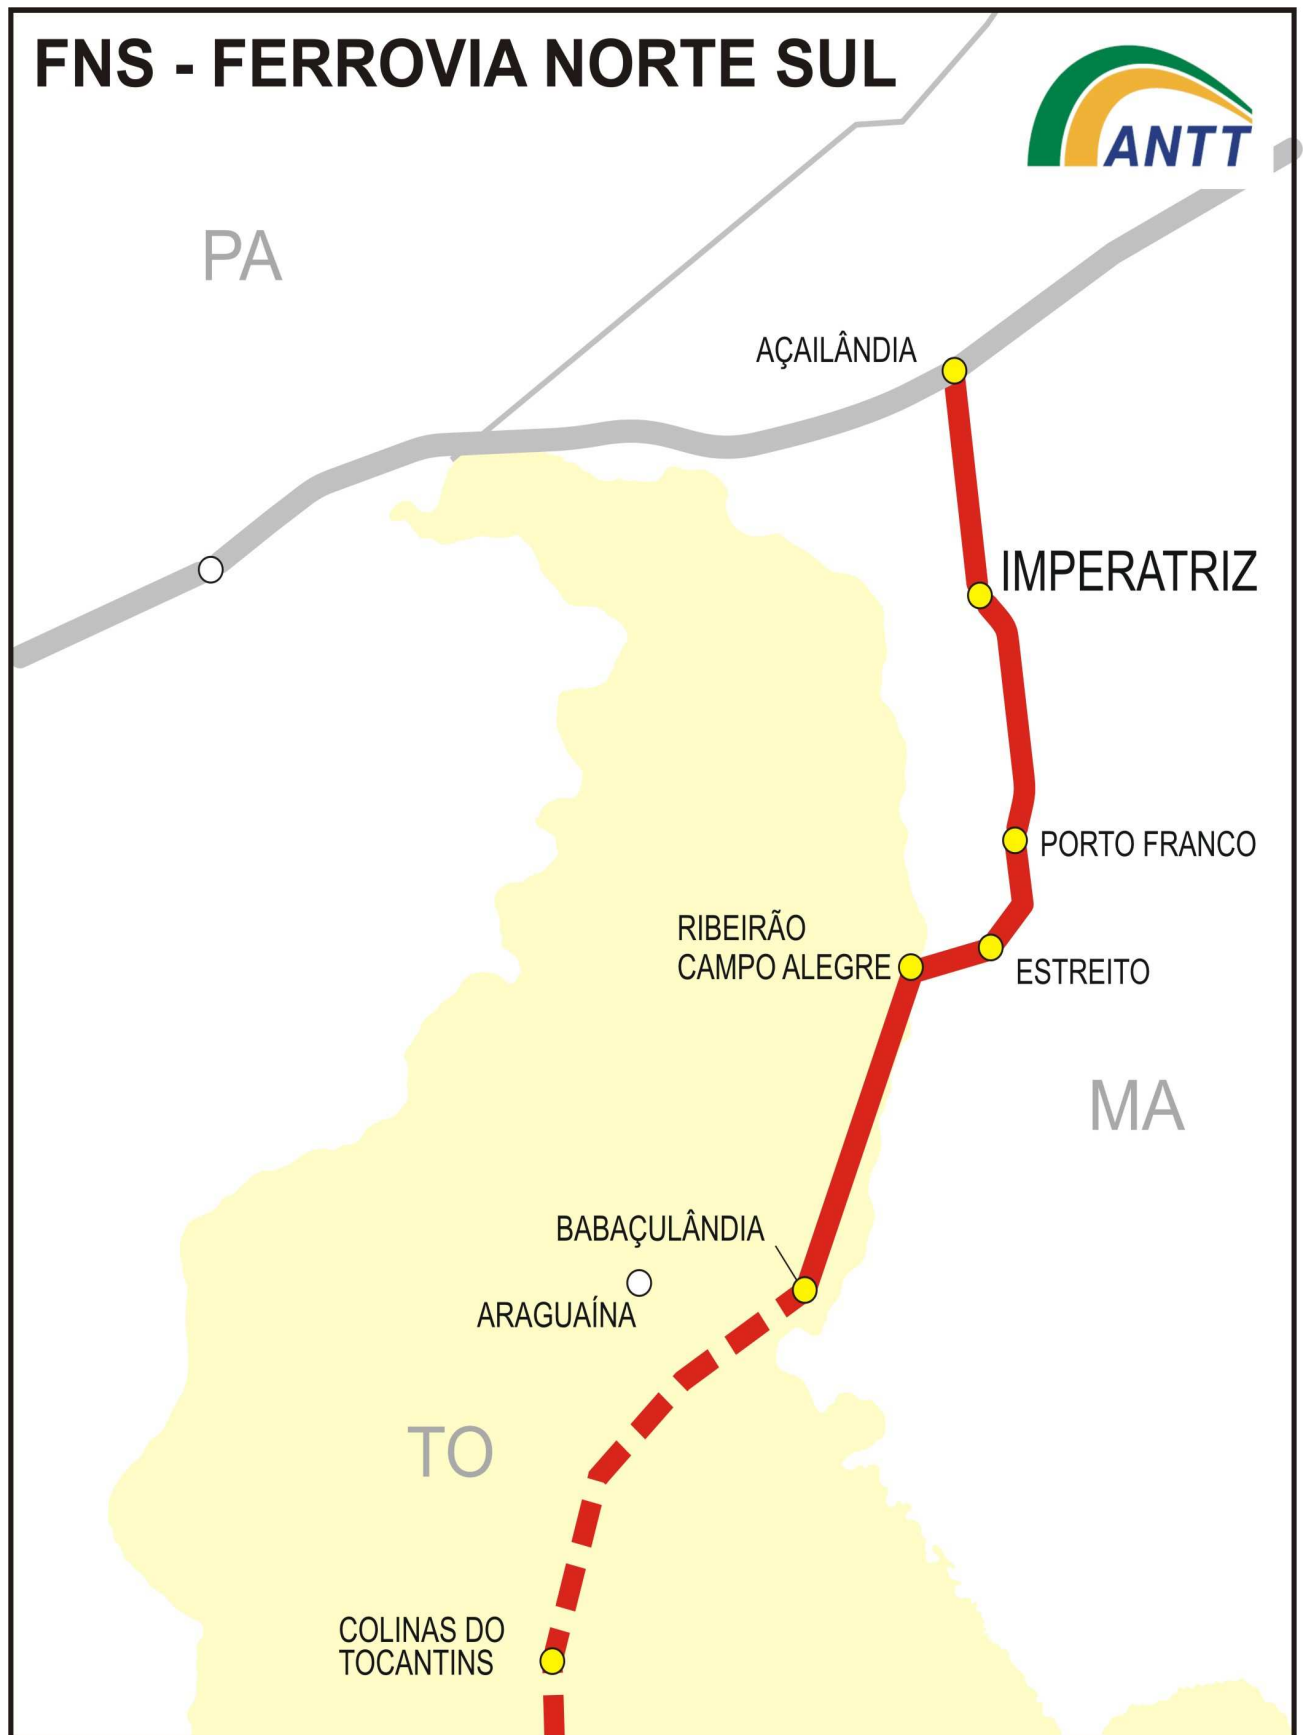 FNS - FERROVIA NORTE SUL
ANTT
PA
AÇAILÂNDIA
IMPERATRIZ
PORTO FRANCO
RIBEIRÃO
CAMPO ALEGRE
ESTREITO
MA
BABAÇULÂNDIA
ARAGUAÍNA
TO
COLINAS DO
TOCANTINS